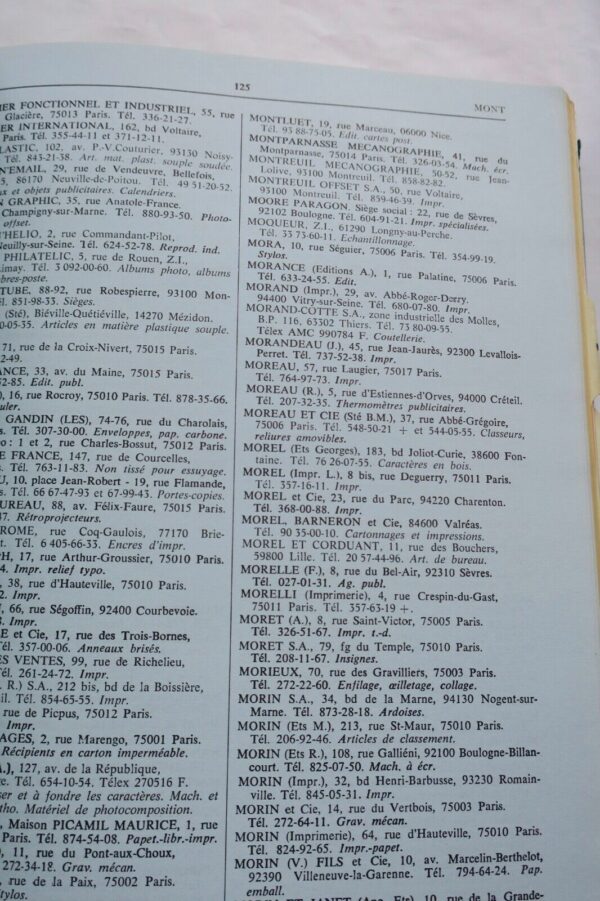 125
MONT
IER FONCTIONNEL ET INDUSTRIEL, 55, rue
Glacière, 75013 Paris. Tél. 336-21-27.
ER INTERNATIONAL, 162, bd Voltaire,
Paris. Tél. 355-44-11 et 371-12-11.
LASTIC, 102, av. P.-V.Couturier, 93130 Noisy-
Tél. 843-21-38. Art. mat. plast. souple soudée.
NTEMAIL, 29, rue de Vendeuvre, Bellefois,
5, 86170 Neuville-de-Poitou. Tél. 49 51-20-52.
ux et objets publicitaires. Calendriers.
N GRAPHIC, 35, rue Anatole-France.
Champigny-sur-Marne. Tél. 880-93-50. Photo-
offset.
THELIO, 2, rue Commandant-Pilot,
Neuilly-sur-Seine. Tél. 624-52-78. Reprod. ind.
PHILATELIC, 5, rue de Rouen, Z.I.,
Limay. Tél. 3 092-00-60. Albums photo, albums
bres-poste.
TUBE, 88-92, rue Robespierre, 93100 Mon-
él. 851-98-33. Sièges.
(Sté), Biéville-Quétiéville, 14270 Mézidon.
0-05-35. Articles en matière plastique souple.
71, rue de la Croix-Nivert, 75015 Paris.
2-49.
ANCE, 33, av. du Maine, 75015 Paris.
52-85. Edit. publ.
), 16, rue Rocroy, 75010 Paris. Tél. 878-35-66.
uler.
GANDIN (LES), 74-76, rue du Charolais,
s. Tél. 307-30-00. Enveloppes, pap. carbone.
po : 1 et 2, rue Charles-Bossut, 75012 Paris.
E FRANCE, 147, rue de Courcelles,
s. Tél. 763-11-83. Non tissé pour essuyage.
U, 10, place Jean-Robert - 19, rue Flamande,
s. Tél. 66 67-47-93 et 67-99-43. Portes-copies.
UREAU, 88, av. Félix-Faure, 75015 Paris.
47. Rétroprojecteurs.
ROME, rue Coq-Gaulois, 77170 Brie-
t. Tél. 6 405-66-33. Encres d'impr.
PH, 17, rue Arthur-Groussier, 75010 Paris.
4. Impr. relief typo.
, 38, rue d'Hauteville, 75010 Paris.
2. Impr.
, 66, rue Ségoffin, 92400 Courbevoie.
8. Impr.
E et Cie, 17, rue des Trois-Bornes,
Tél. 357-00-06. Anneaux brisés.
ES VENTES, 99, rue de Richelieu,
Tél. 261-24-72. Impr.
. R.) S.A., 212 bis, bd de la Boissière,
il. Tél. 854-65-55. Impr.
rue de Picpus, 75012 Paris.
Impr.
AGES, 2, rue Marengo, 75001 Paris.
Récipients en carton imperméable.
A.), 127, av. de la République,
e. Tél. 654-10-54. Télex 270516 F.
ser et à fondre les caractères. Mach. et
tho. Matériel de photocomposition.
, Maison PICAMIL MAURICE, 1, rue
Paris. Tél. 874-54-08. Papet.-libr.-impr.
), 11, rue du Pont-aux-Choux,
272-34-18. Grav. mécan.
, rue de la Paix, 75002 Paris.
Stylos.
MONTLUET, 19, rue Marceau, 06000 Nice.
Tél. 93 88-75-05. Edit. cartes post.
MONTPARNASSE MECANOGRAPHIE, 41, rue du
Montparnasse, 75014 Paris. Tél. 326-03-54. Mach. écr.
MONTREUIL MECANOGRAPHIE, 50-52, rue Jean-
Lolive, 93100 Montreuil. Tél. 858-82-82.
MONTREUIL OFFSET S.A., 50, rue Voltaire,
93100 Montreuil. Tél. 859-46-39. Impr.
MOORE PARAGON. Siège social : 22, rue de Sèvres,
92102 Boulogne. Tél. 604-91-21. Impr. spécialisées.
MOQUEUR, Z.I., 61290 Longny-au-Perche.
Tél. 33 73-60-11. Echantillonnage.
MORA, 10, rue Séguier, 75006 Paris. Tél. 354-99-19.
Stylos.
MORANCE (Editions A.), 1, rue Palatine, 75006 Paris.
Tél. 633-24-55. Edit.
MORAND (Impr.), 29, av. Abbé-Roger-Derry.
94400 Vitry-sur-Seine. Tél. 680-07-80. Impr.
MORAND-COTTE S.A., zone industrielle des Molles,
B.P. 116, 63302 Thiers. Tél. 73 80-09-55.
Télex AMC 990784 F. Coutellerie.
MORANDEAU (J.), 45, rue Jean-Jaurès, 92300 Levallois-
Perret. Tél. 737-52-38. Impr.
MOREAU, 57, rue Laugier, 75017 Paris.
Tél. 764-97-73. Impr.
MOREAU (R.), 5, rue d'Estiennes-d'Orves, 94000 Créteil.
Tél. 207-32-35. Thermomètres publicitaires.
MOREAU ET CIE (Sté B.M.), 37, rue Abbé-Grégoire,
75006 Paris. Tél. 548-50-21 + et 544-05-55. Classeurs,
reliures amovibles.
MOREL (Ets Georges), 183, bd Joliot-Curie, 38600 Fon-
taine. Tél. 76 26-07-55. Caractères en bois.
MOREL (Impr. L.), 8 bis, rue Deguerry, 75011 Paris.
Tél. 357-16-11. Impr.
MOREL et Cie, 23, rue du Parc, 94220 Charenton.
Tél. 368-00-88. Impr.
MOREL, BARNERON et Cie, 84600 Valréas.
Tél. 90 35-00-10. Cartonnages et impressions.
MOREL ET CORDUANT, 11, rue des Bouchers,
59800 Lille. Tél. 20 57-44-96. Art. de bureau.
MORELLE (F.), 8, rue du Bel-Air, 92310 Sèvres.
Tél. 027-01-31. Ag. publ.
MORELLI (Imprimerie), 4, rue Crespin-du-Gast,
75011 Paris. Tél. 357-63-19 +.
MORET (A.), 8, rue Saint-Victor, 75005 Paris.
Tél. 326-51-67. Impr. t.-d.
MORET S.A., 79, fg du Temple, 75010 Paris.
Tél. 208-11-67. Insignes.
MORIEUX, 70, rue des Gravilliers, 75003 Paris.
Tél. 272-22-60. Enfilage, œilletage, collage.
MORIN S.A., 34, bd de la Marne, 94130 Nogent-sur-
Marne. Tél. 873-28-18. Ardoises.
MORIN (Ets M.), 213, rue St-Maur, 75010 Paris.
Tél. 206-92-46. Articles de classement.
MORIN (Ets R.), 108, rue Galliéni, 92100 Boulogne-Billan-
court. Tél. 825-07-50. Mach. à écr.
MORIN (Impr.), 32, bd Henri-Barbusse, 93230 Romain-
ville. Tél. 845-05-31. Impr.
MORIN et Cie, 14, rue du Vertbois, 75003 Paris.
Tél. 272-64-11. Grav. mécan.
MORIN (Imprimerie), 64, rue d'Hauteville, 75010 Paris.
Tél. 824-92-65. Impr.-papet.
MORIN (V.) FILS et Cie, 10, av. Marcelin-Berthelot,
92390 Villeneuve-la-Garenne. Tél. 794-64-24. Pap.
emball.
ET JANET (Anc. Ets), 10, rue de la Grande-